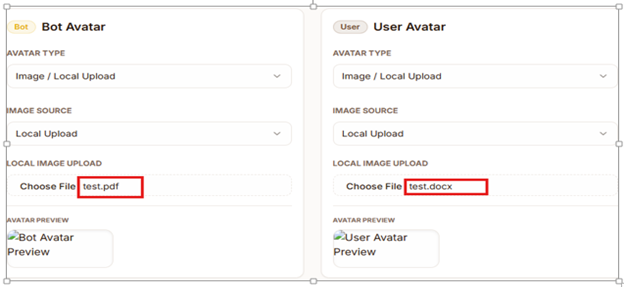 Bot Bot Avatar
AVATAR TYPE
Image / Local Upload
IMAGE SOURCE
Local Upload
LOCAL IMAGE UPLOAD
Choose File test.pdf
AVATAR PREVIEW
Bot Avatar
Preview
User User Avatar
AVATAR TYPE
Image / Local Upload
IMAGE SOURCE
Local Upload
LOCAL IMAGE UPLOAD
Choose File test.docx
AVATAR PREVIEW
User Avatar
Preview